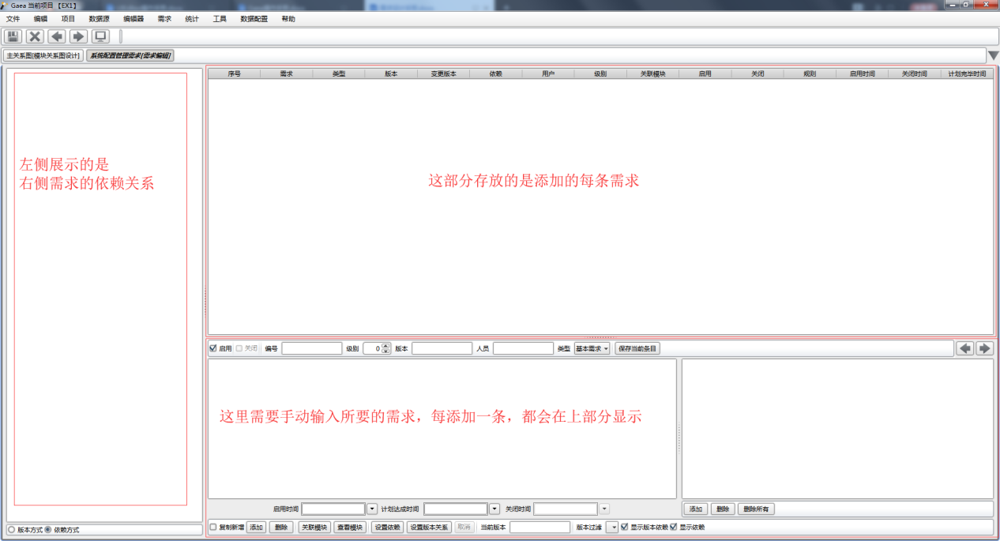 Gaea 当前项目 【EX1】
文件 编辑 项目 数据源 编辑器 需求 统计 工具 数据配置 帮助
主关系图[模块关系图设计] 系统配置管理需求[需求编辑]
序号 需求 类型 版本 变更版本 依赖 用户 级别 关联模块 启用 关闭 规则 启用时间 关闭时间 计划完毕时间
左侧展示的是
右侧需求的依赖关系
这部分存放的是添加的每条需求
启用 关闭 编号 级别 0 版本 人员 类型 基本需求 保存当前条目
这里需要手动输入所要的需求，每添加一条，都会在上部分显示
启用时间 计划达成时间 关闭时间
添加 删除 删除所有
版本方式 依赖方式
复制新增 添加 删除 关联模块 查看模块 设置依赖 设置版本关系 取消 当前版本 版本过滤 显示版本依赖 显示依赖